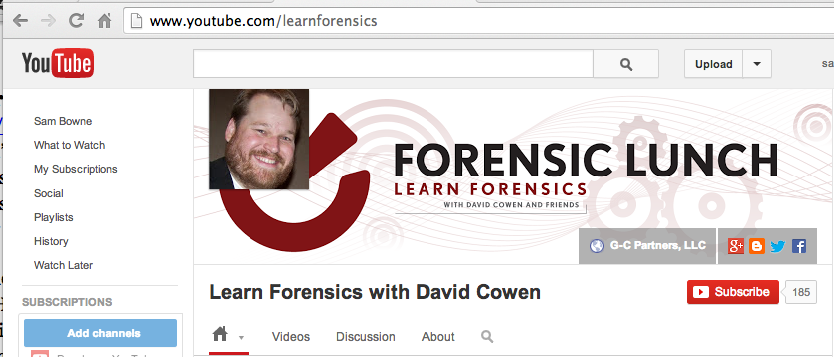 www.youtube.com/learnforensics
YouTube
Upload
sa
Sam Bowne
What to Watch
My Subscriptions
Social
Playlists
History
Watch Later
SUBSCRIPTIONS
Add channels
FORENSIC LUNCH
LEARN FORENSICS
WITH DAVID COWEN AND FRIENDS
G-C Partners, LLC
Learn Forensics with David Cowen
Subscribe
185
Videos
Discussion
About